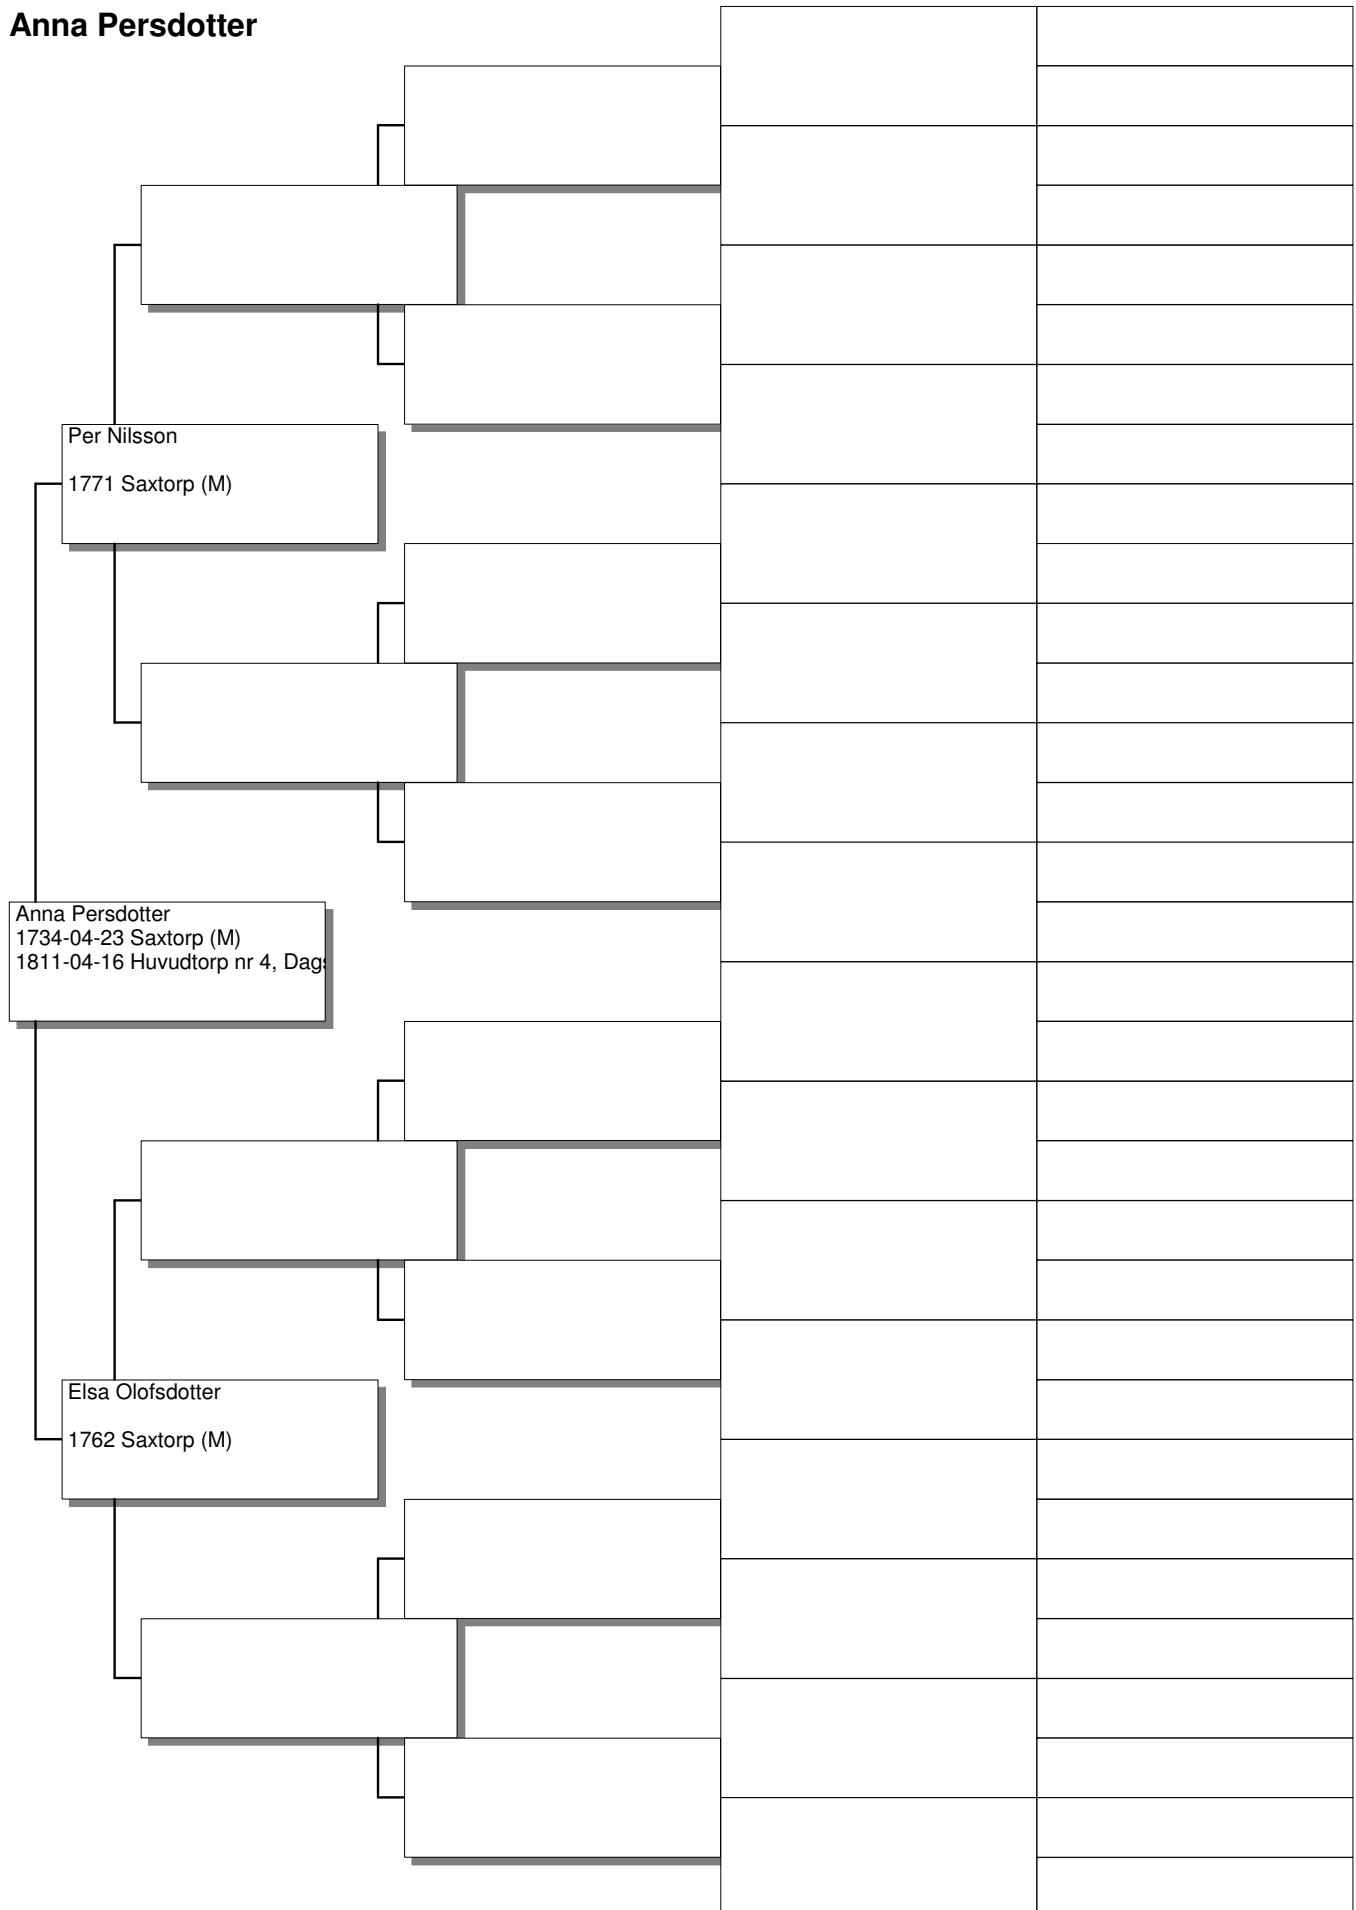 Anna Persdotter
Per Nilsson
1771 Saxtorp (M)
Anna Persdotter
1734-04-23 Saxtorp (M)
1811-04-16 Huvudtorp nr 4,
Elsa Olofsdotter
1762 Saxtorp (M)